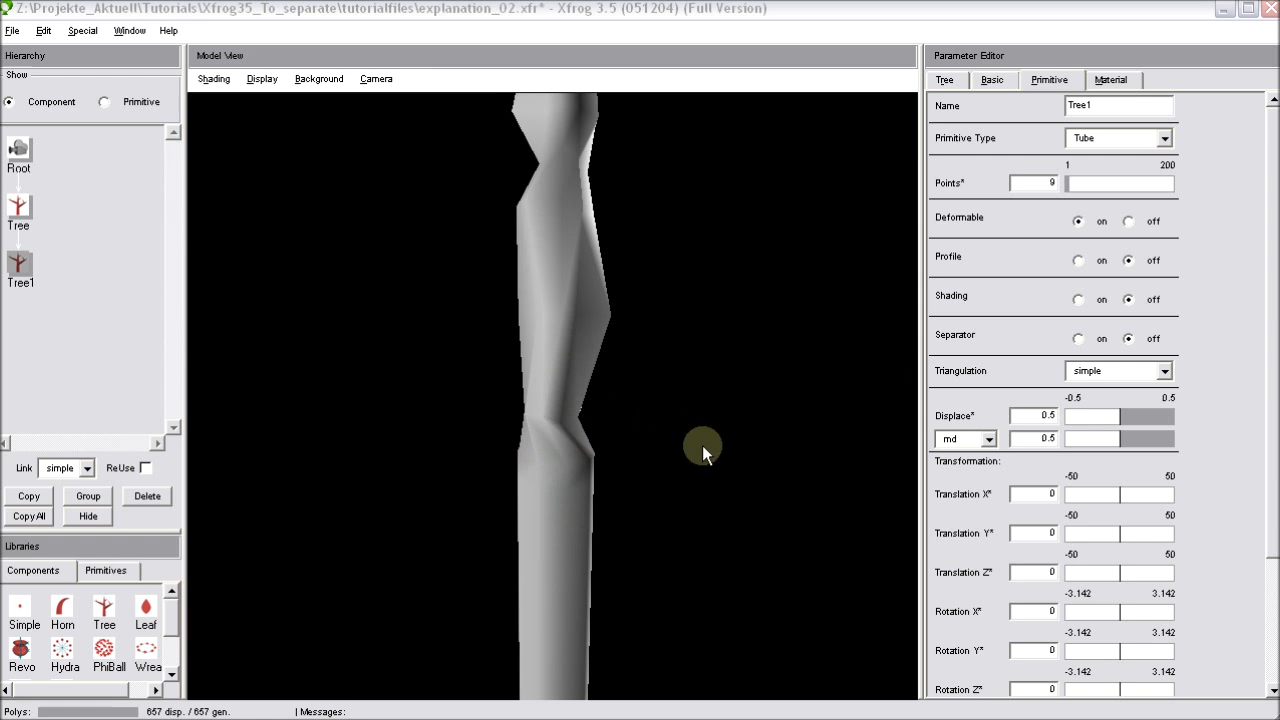 Z:\Projekte_Aktuell\Tutorials\Xfrog35_To_separate\tutorialfiles\explanation_02.xfr* - Xfrog 3.5 (051204) (Full Version)
File Edit Special Window Help
Hierarchy
Show
Component Primitive
Root
Tree
Tree1
Link simple ReUse
Copy Group Delete
CopyAll Hide
Libraries
Components Primitives
Simple Horn Tree Leaf
Revo Hydra PhiBall Wrea
Model View
Shading Display Background Camera
Parameter Editor
Tree Basic Primitive Material
Name Tree1
Primitive Type Tube
1 200
Points* 9
Deformable on off
Profile on off
Shading on off
Separator on off
Triangulation simple
-0.5 0.5
Displace* 0.5
rnd 0.5
Transformation:
-50 50
Translation X* 0
-50 50
Translation Y* 0
-50 50
Translation Z* 0
-3.142 3.142
Rotation X* 0
-3.142 3.142
Rotation Y* 0
-3.142 3.142
Rotation Z* 0
Polys: 657 disp. / 657 gen. | Messages: